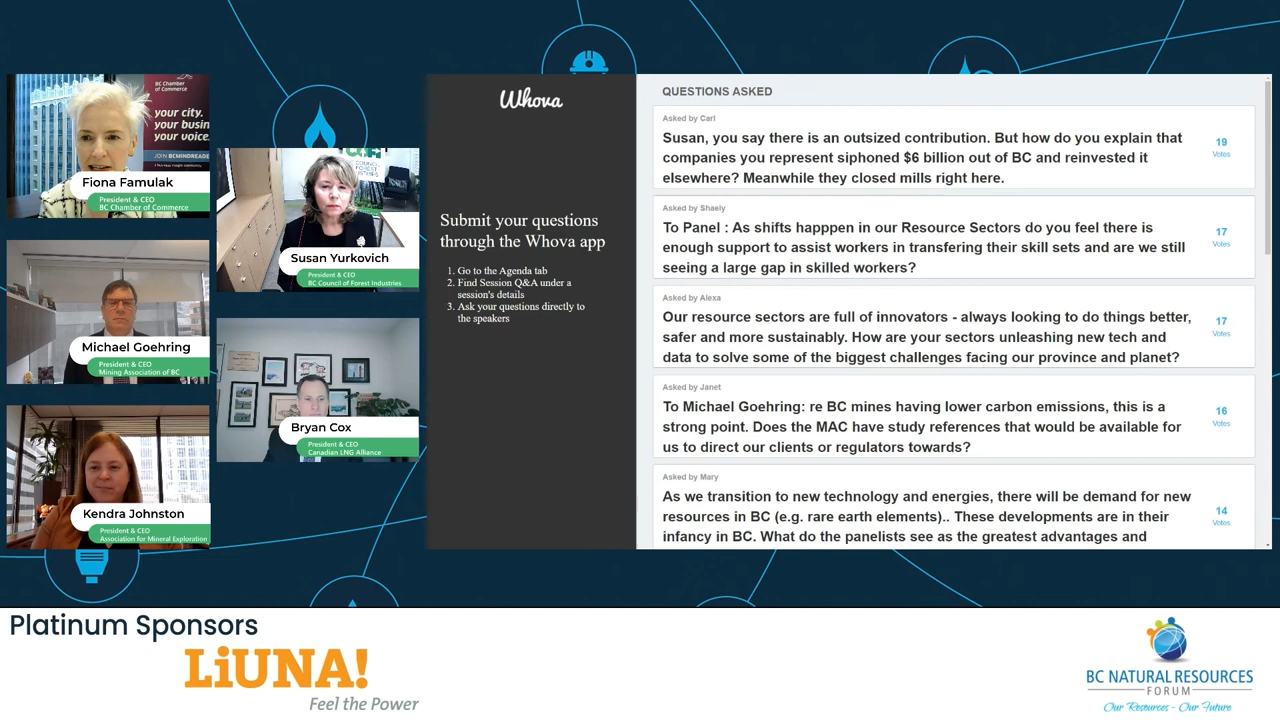 BC Chamber
of Commerce
your city.
your busin
your voice
JOIN BCMINDREADE
Fiona Famulak
President & CEO
BC Chamber of Commerce
Susan Yurkovich
President & CEO
BC Council of Forest Industries
Michael Goehring
President & CEO
Mining Association of BC
Bryan Cox
President & CEO
Canadian LNG Alliance
Kendra Johnston
President & CEO
Association for Mineral Exploration
Whova
Submit your questions
through the Whova app
1. Go to the Agenda tab
2. Find Session Q&A under a
session's details
3. Ask your questions directly to
the speakers
QUESTIONS ASKED
Asked by Carl
Susan, you say there is an outsized contribution. But how do you explain that
companies you represent siphoned $6 billion out of BC and reinvested it
elsewhere? Meanwhile they closed mills right here.
19
Votes
Asked by Shaely
To Panel : As shifts happpen in our Resource Sectors do you feel there is
enough support to assist workers in transfering their skill sets and are we still
seeing a large gap in skilled workers?
17
Votes
Asked by Alexa
Our resource sectors are full of innovators - always looking to do things better,
safer and more sustainably. How are your sectors unleashing new tech and
data to solve some of the biggest challenges facing our province and planet?
17
Votes
Asked by Janet
To Michael Goehring: re BC mines having lower carbon emissions, this is a
strong point. Does the MAC have study references that would be available for
us to direct our clients or regulators towards?
16
Votes
Asked by Mary
As we transition to new technology and energies, there will be demand for new
resources in BC (e.g. rare earth elements).. These developments are in their
infancy in BC. What do the panelists see as the greatest advantages and
14
Votes
Platinum Sponsors
LiUNA!
Feel the Power
BC NATURAL RESOURCES
FORUM
Our Resources - Our Future